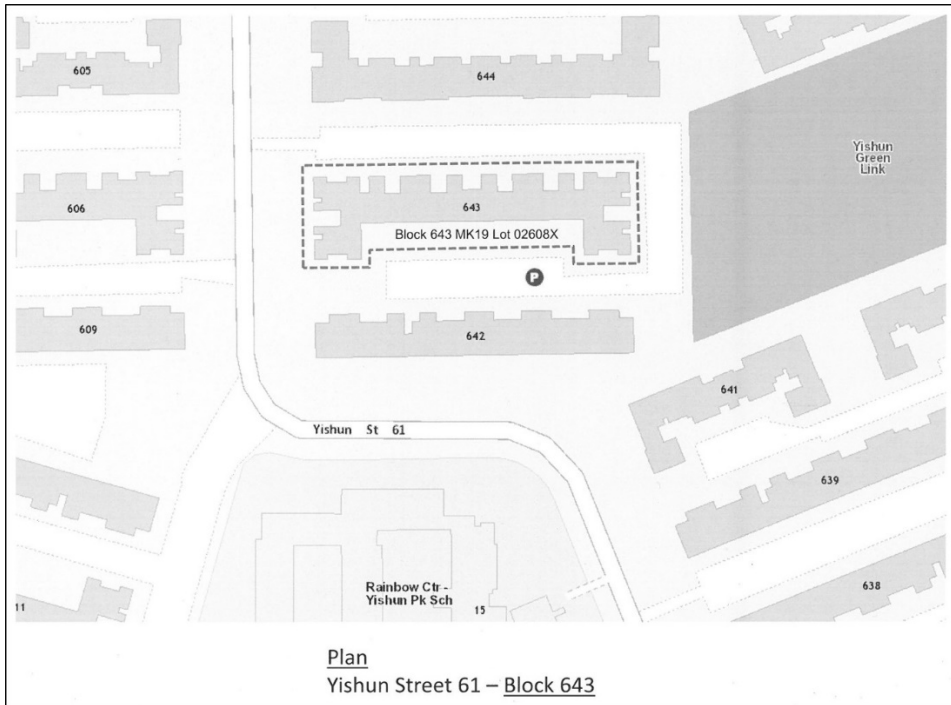 605
644
Yishun
Green
Link
606
643
Block 643 MK19 Lot 02608X
P
609
642
641
Yishun St 61
639
Rainbow Ctr -
Yishun Pk Sch
15
638
11
Plan
Yishun Street 61 – Block 643